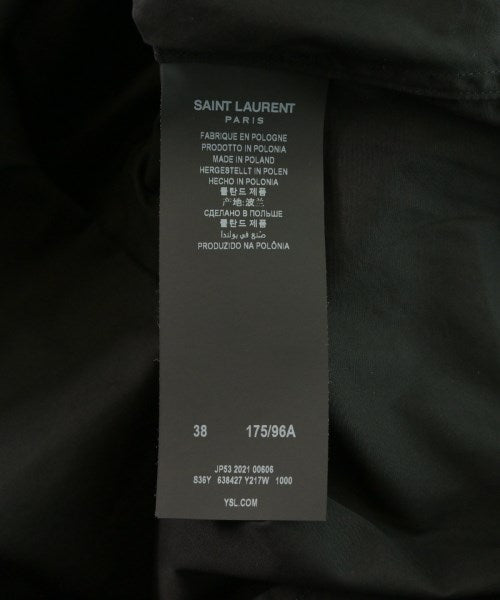 SAINT LAURENT
PARIS
FABRIQUE EN POLOGNE
PRODOTTO IN POLONIA
MADE IN POLAND
HERGESTELLT IN POLEN
HECHO IN POLONIA
폴란드 제품
产地:波兰
СДЕЛАНО В ПОЛЬШЕ
폴란드 제품
صنع في بولندا
PRODUZIDO NA POLÔNIA
38 175/96A
JP53 2021 00606
S36Y 638427 Y217W 1000
YSL.COM